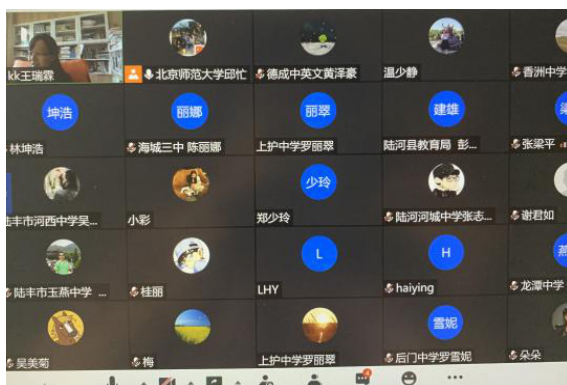 kk王瑞霖
北京师范大学邱忙
德成中英文黄泽豪
温少静
香洲中学
坤浩
林坤浩
丽娜
海城三中 陈丽娜
丽翠
上护中学罗丽翠
建雄
陆河县教育局 彭...
梁
张梁平
陆丰市河西中学吴...
小彩
少玲
郑少玲
陆河河城中学张志...
谢君如
陆丰市玉燕中学 ...
桂丽
L
LHY
H
haiying
燕
龙潭中学
吴美菊
梅
上护中学罗丽翠
雪妮
后门中学罗雪妮
朵朵